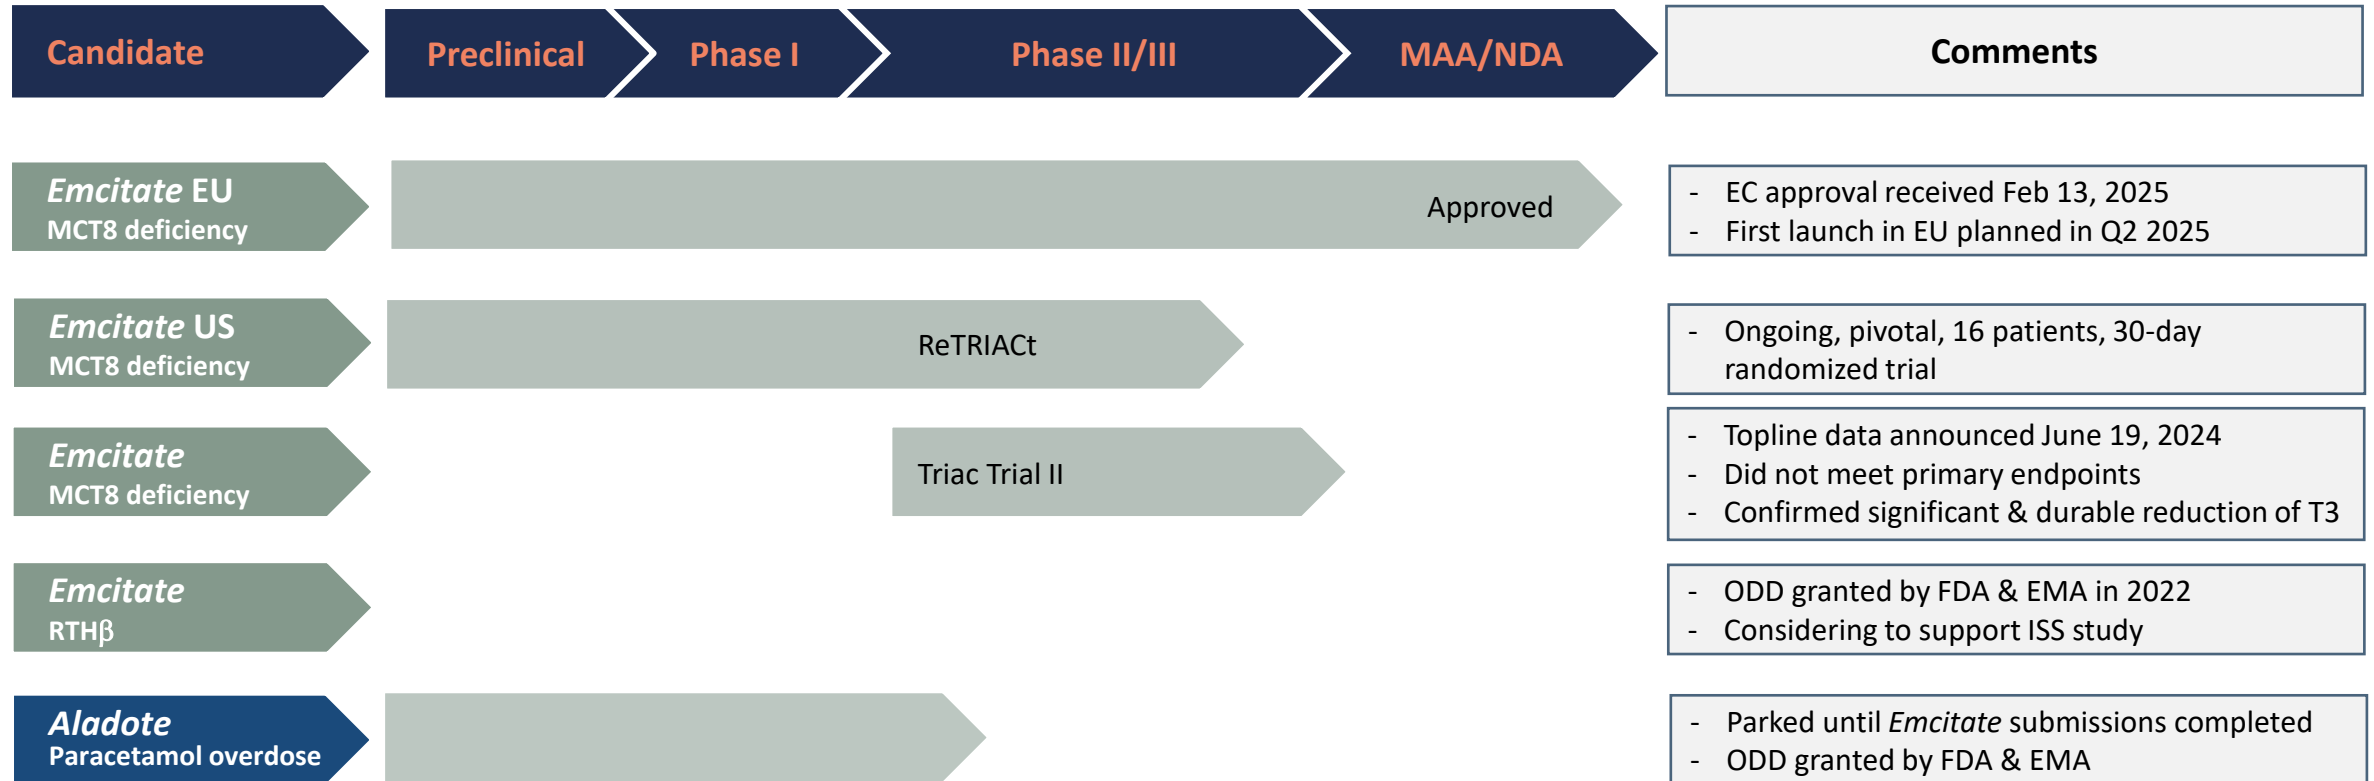 Candidate
Preclinical
Phase I
Phase II/III
MAA/NDA
Comments
Emcitate EU
MCT8 deficiency
Approved
- EC approval received Feb 13, 2025
- First launch in EU planned in Q2 2025
Emcitate US
MCT8 deficiency
ReTRIACt
- Ongoing, pivotal, 16 patients, 30-day
randomized trial
Emcitate
MCT8 deficiency
Triac Trial II
- Topline data announced June 19, 2024
- Did not meet primary endpoints
- Confirmed significant & durable reduction of T3
Emcitate
RTHβ
- ODD granted by FDA & EMA in 2022
- Considering to support ISS study
Aladote
Paracetamol overdose
- Parked until Emcitate submissions completed
- ODD granted by FDA & EMA